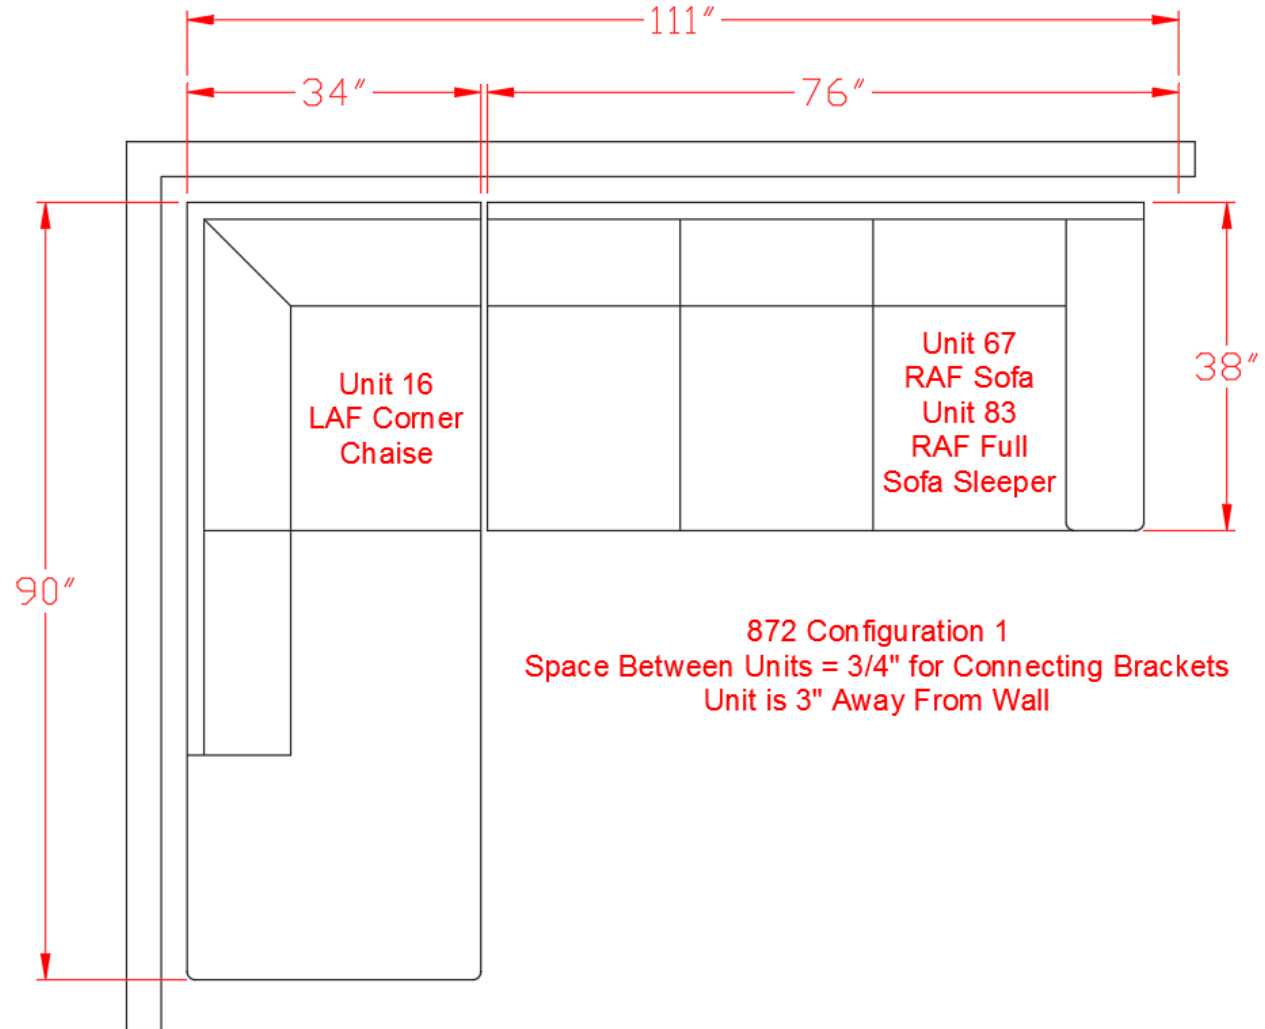 111"
34"
76"
Unit 67
RAF Sofa
Unit 83
RAF Full
Sofa Sleeper
38"
Unit 16
LAF Corner
Chaise
90"
872 Configuration 1
Space Between Units = 3/4" for Connecting Brackets
Unit is 3" Away From Wall